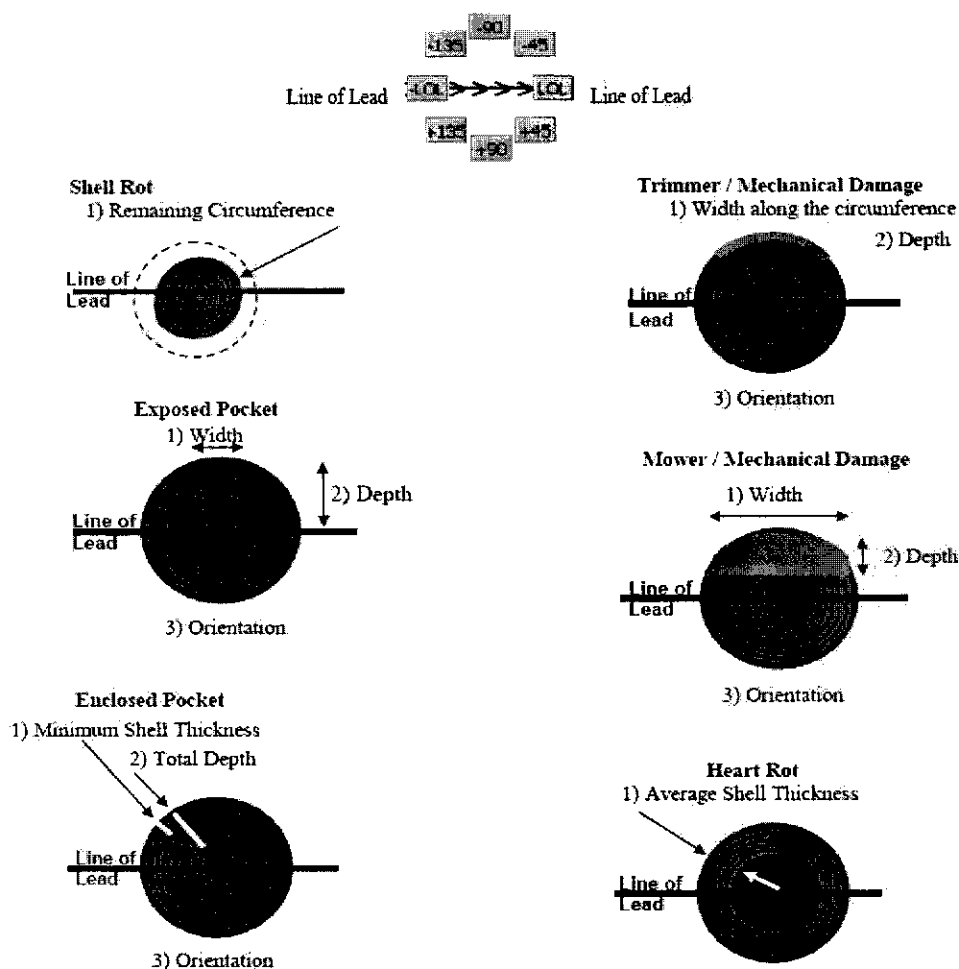 -90
-135 -45
Line of Lead -LOL >>>> LOL Line of Lead
+135 +45
+90
Shell Rot
1) Remaining Circumference
Line of
Lead
Trimmer / Mechanical Damage
1) Width along the circumference
2) Depth
Line of
Lead
3) Orientation
Exposed Pocket
1) Width
2) Depth
Line of
Lead
3) Orientation
Mower / Mechanical Damage
1) Width
2) Depth
Line of
Lead
3) Orientation
Enclosed Pocket
1) Minimum Shell Thickness
2) Total Depth
Line of
Lead
3) Orientation
Heart Rot
1) Average Shell Thickness
Line of
Lead